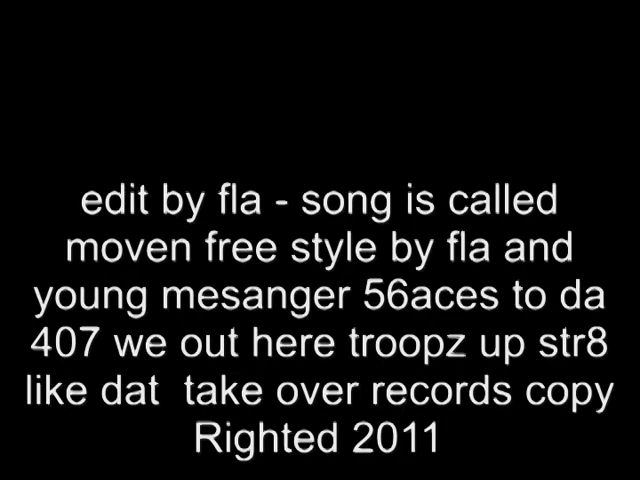 edit by fla - song is called
moven free style by fla and
young mesanger 56aces to da
407 we out here troopz up str8
like dat  take over records copy
Righted 2011